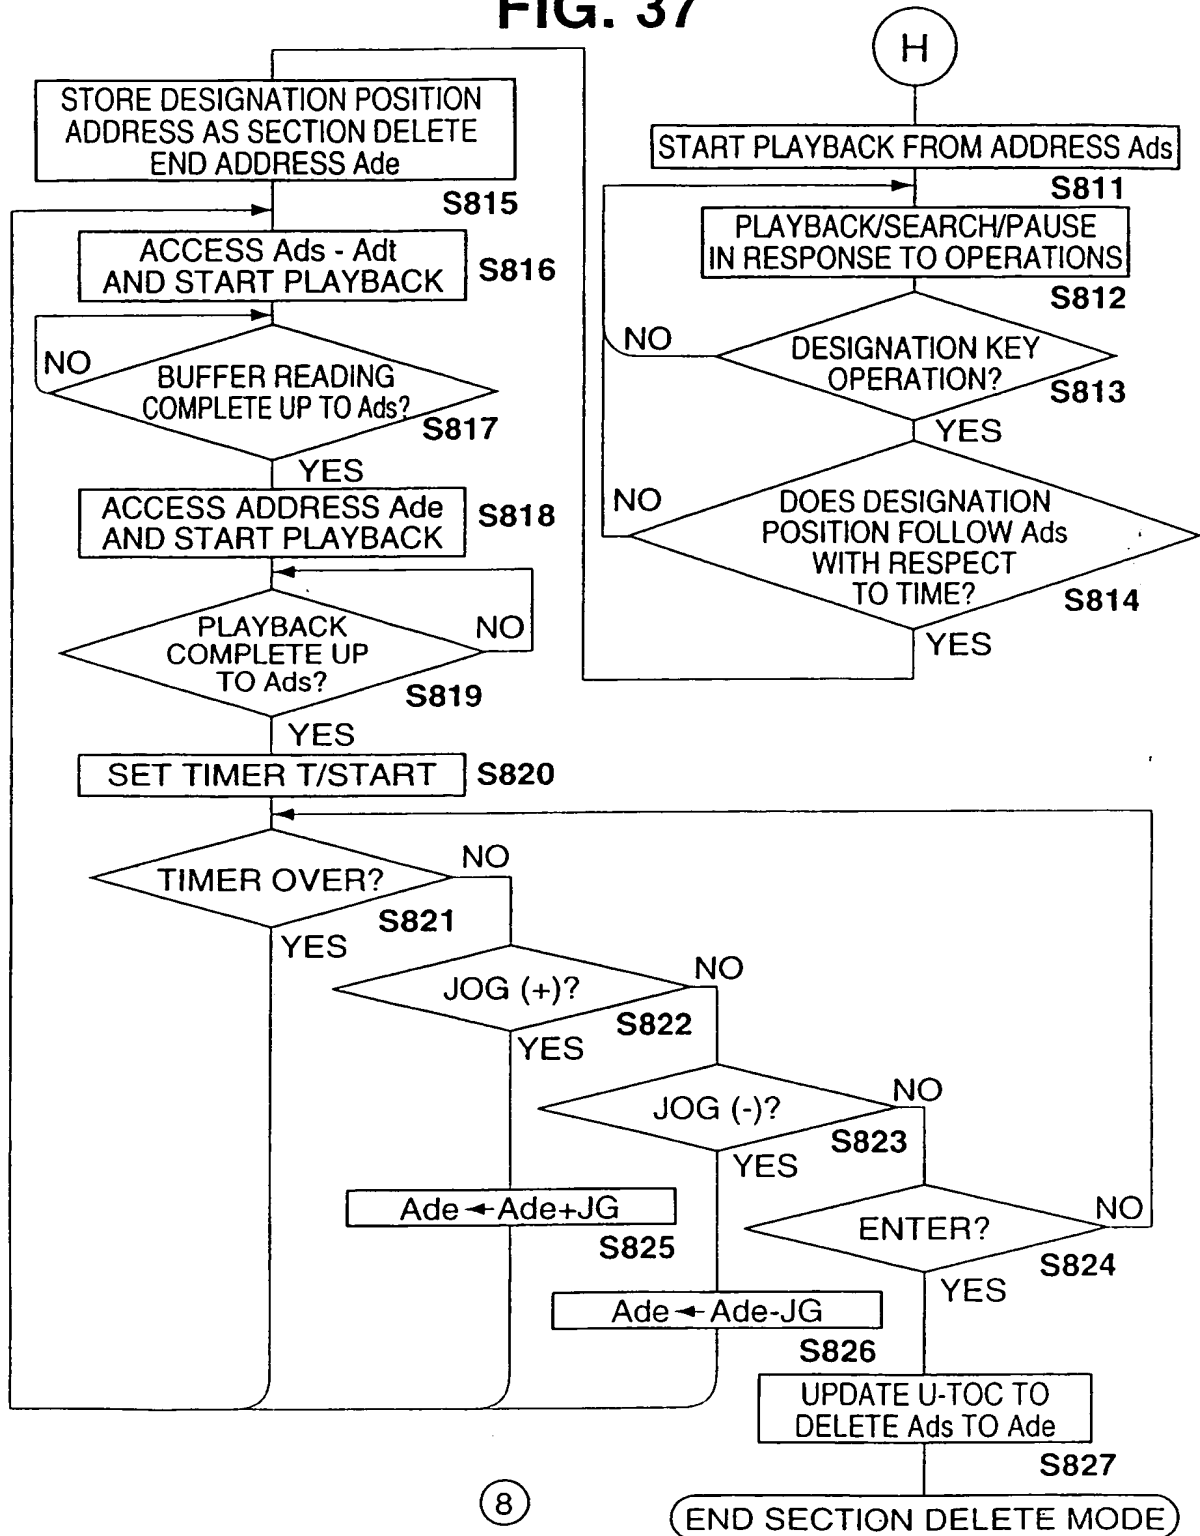 FIG. 37
H
START PLAYBACK FROM ADDRESS Ads
S811
PLAYBACK/SEARCH/PAUSE
IN RESPONSE TO OPERATIONS
S812
DESIGNATION KEY
OPERATION?
S813
NO
YES
DOES DESIGNATION
POSITION FOLLOW Ads
WITH RESPECT
TO TIME?
S814
NO
YES
STORE DESIGNATION POSITION
ADDRESS AS SECTION DELETE
END ADDRESS Ade
S815
ACCESS Ads - Adt
AND START PLAYBACK
S816
NO
BUFFER READING
COMPLETE UP TO Ads?
S817
YES
ACCESS ADDRESS Ade
AND START PLAYBACK
S818
PLAYBACK
COMPLETE UP
TO Ads?
NO
S819
YES
SET TIMER T/START
S820
TIMER OVER?
NO
S821
YES
JOG (+)?
NO
S822
YES
JOG (-)?
NO
S823
YES
Ade←Ade+JG
S825
ENTER?
NO
S824
YES
Ade←Ade-JG
S826
UPDATE U-TOC TO
DELETE Ads TO Ade
S827
8
END SECTION DELETE MODE